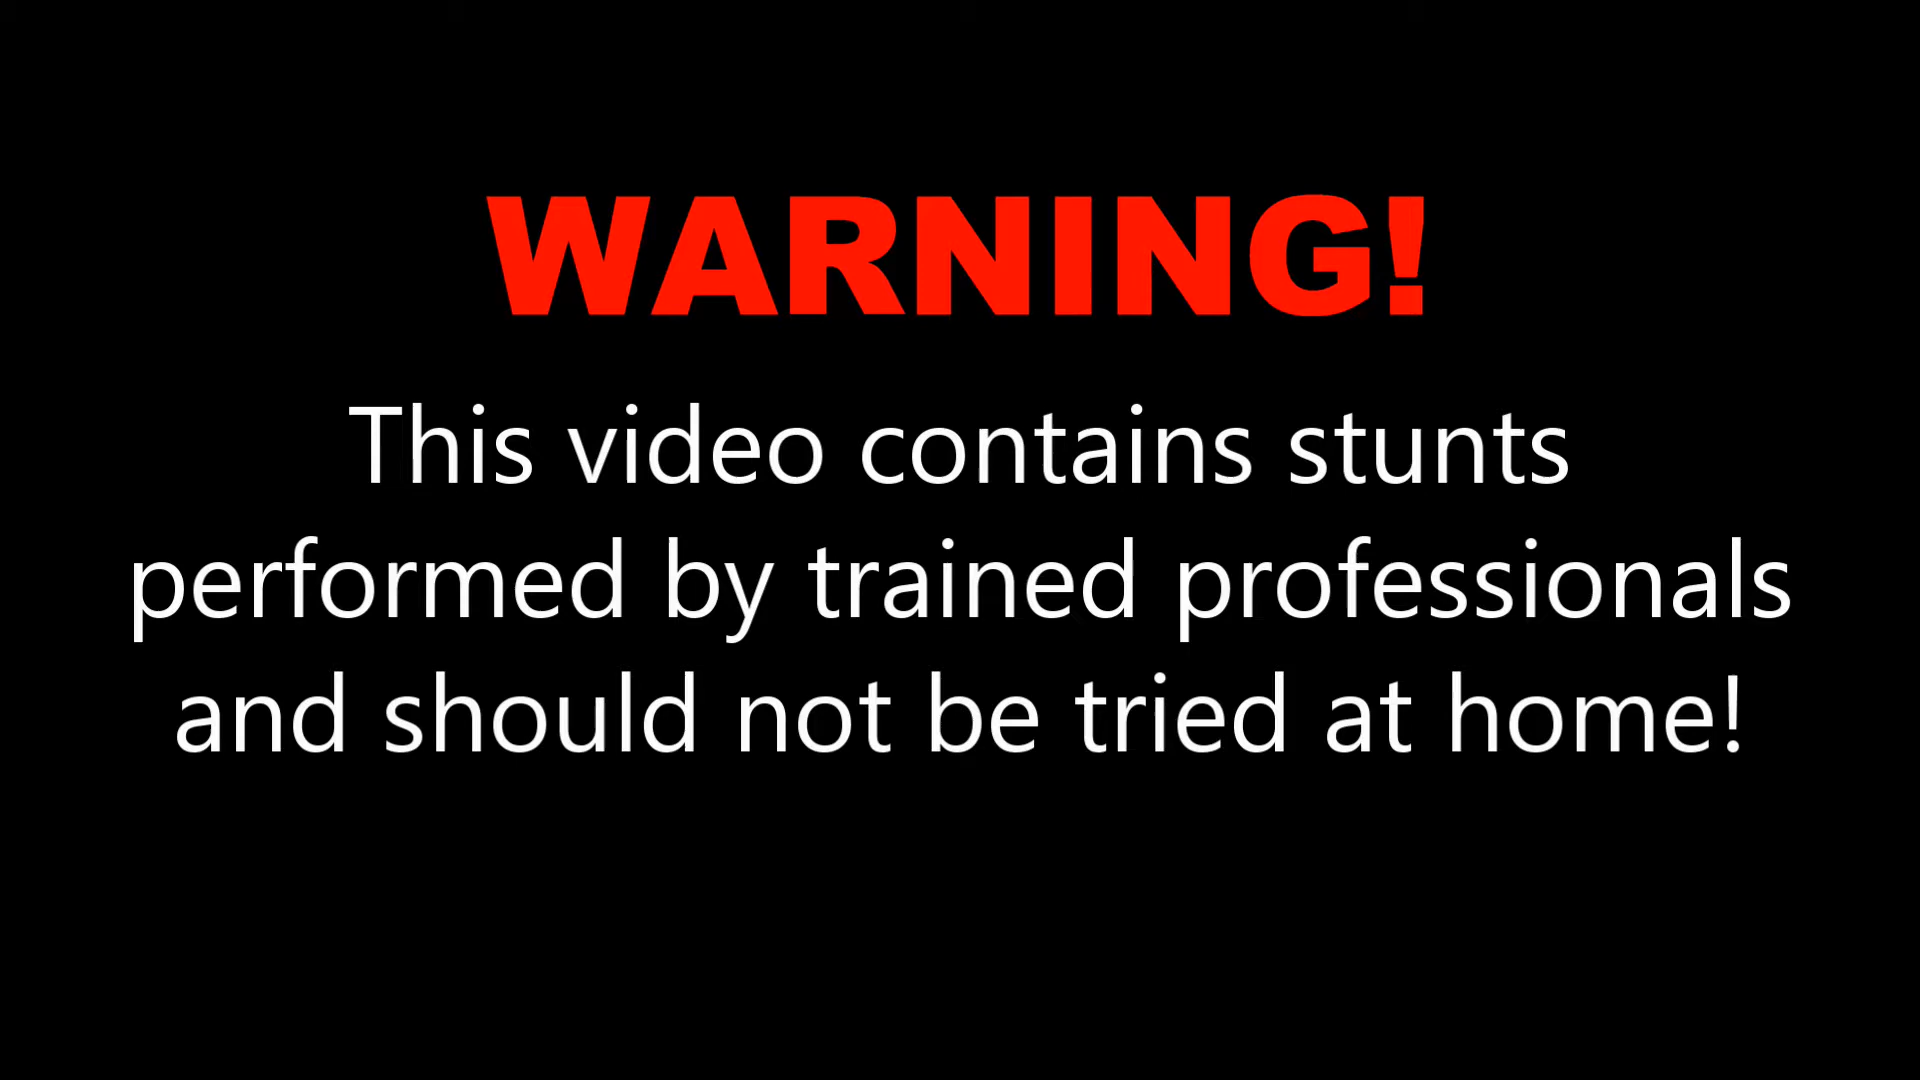 WARNING!
This video contains stunts
performed by trained professionals
and should not be tried at home!